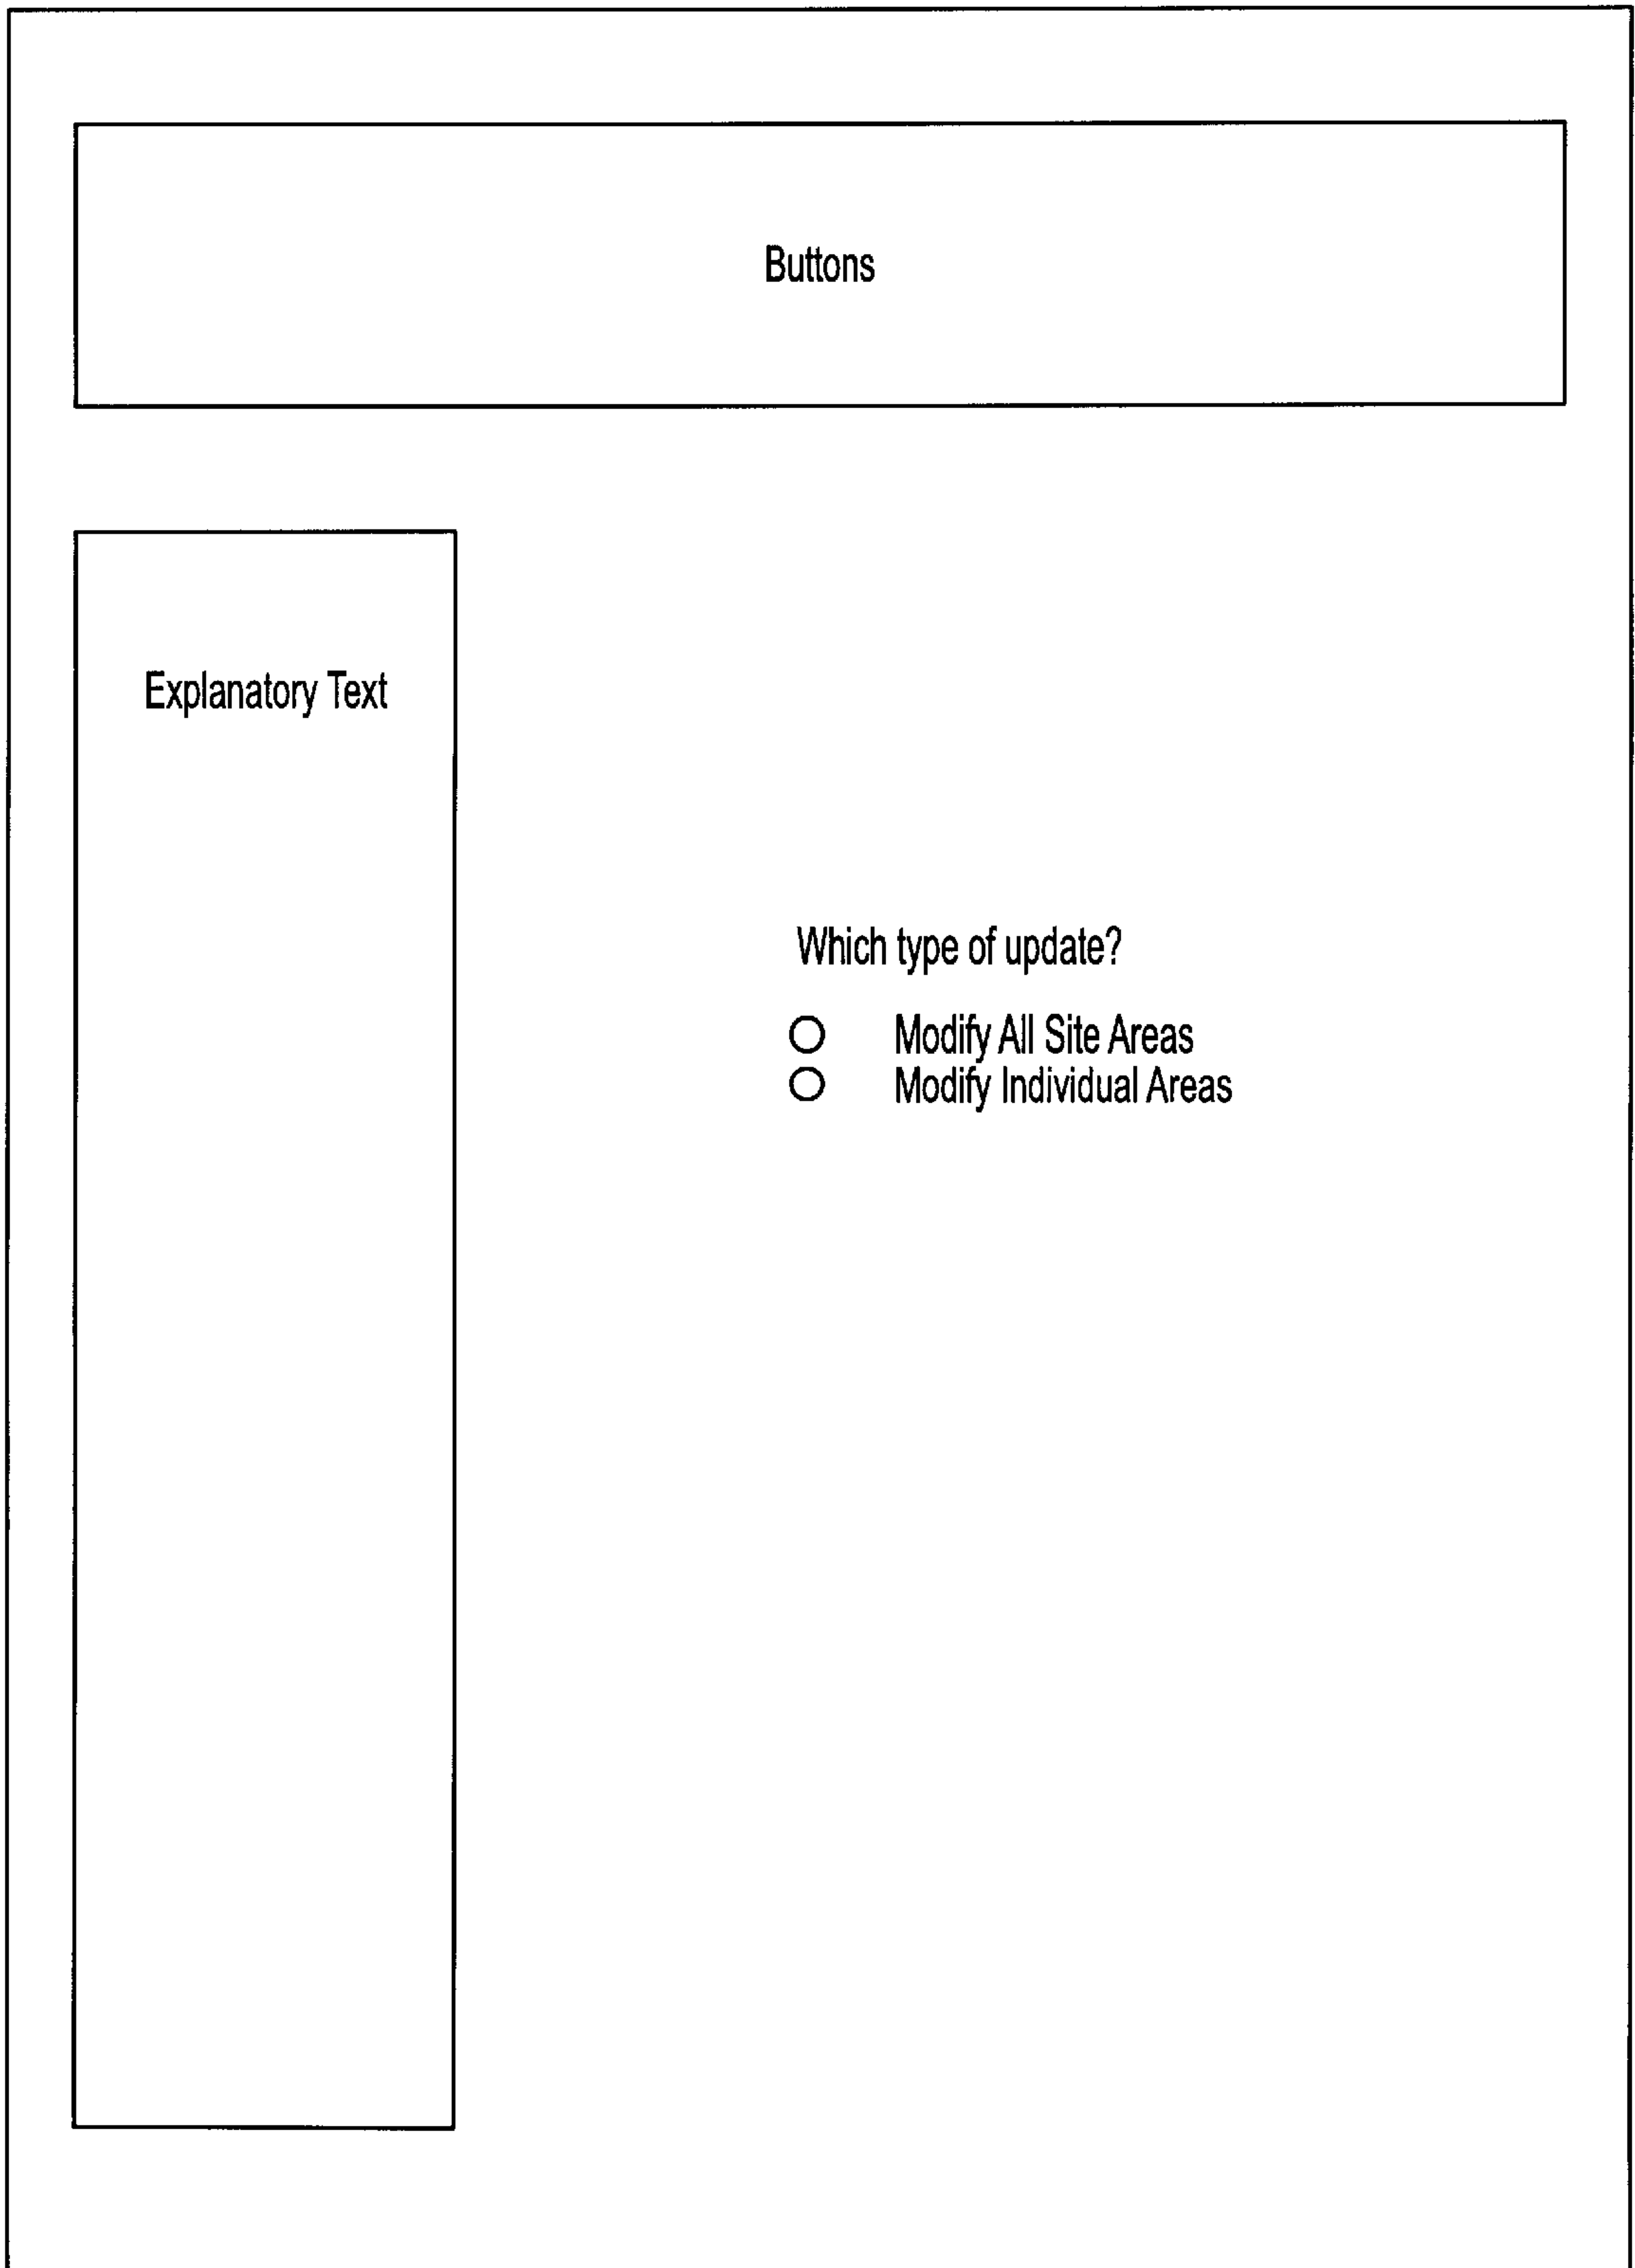 Buttons
Explanatory Text
Which type of update?
Modify All Site Areas
Modify Individual Areas